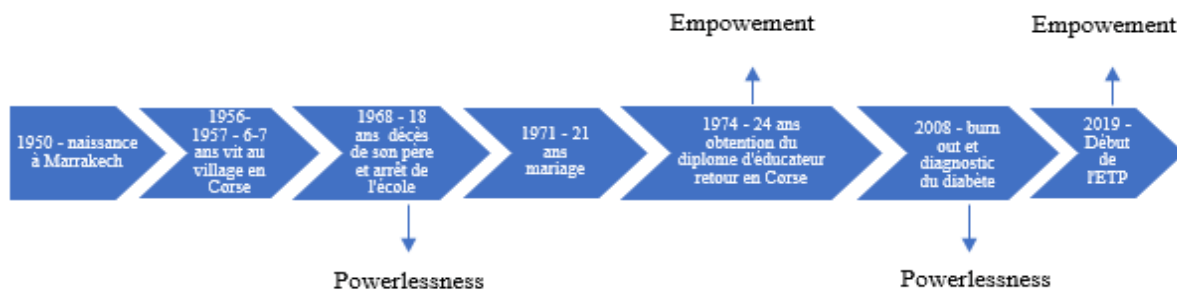 Empowement
Empowement
1950 - naissance
à Marrakech
1956-
1957 - 6-7
ans vit au
village en
Corse
1968 - 18
ans décès
de son père
et arrêt de
l'école
1971 - 21
ans
mariage
1974 - 24 ans
obtention du
diplome d'éducateur
retour en Corse
2008 - burn
out et
diagnostic
du diabète
2019 -
Début
de
l'ETP
Powerlessness
Powerlessness